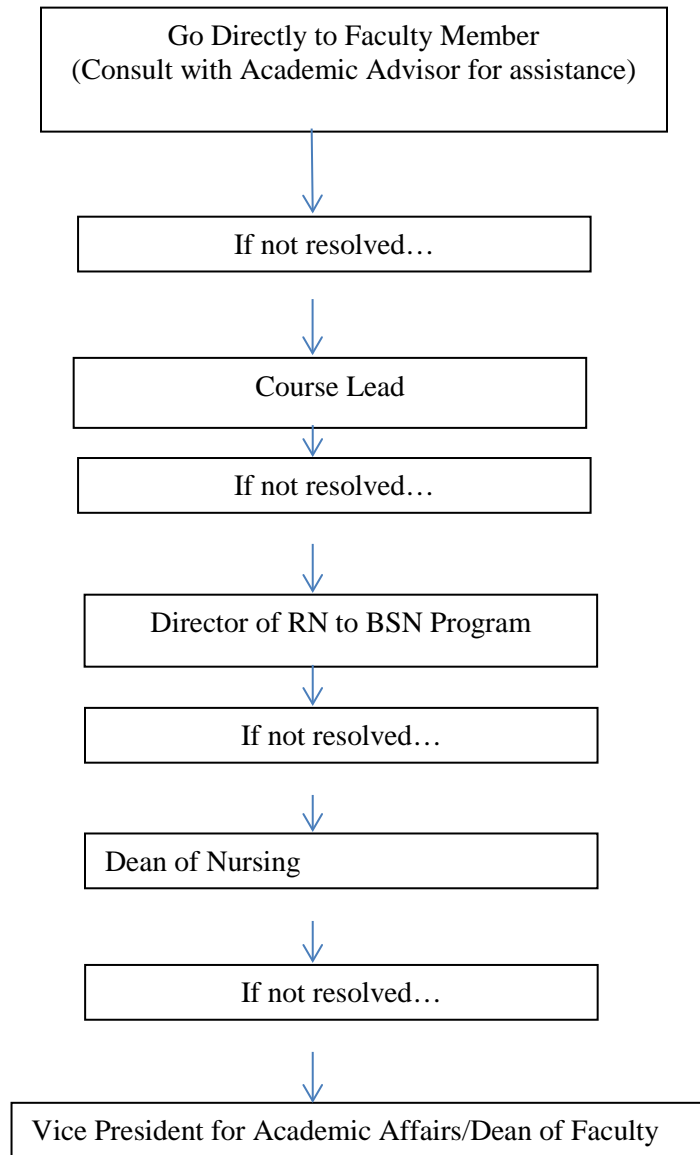 Go Directly to Faculty Member
(Consult with Academic Advisor for assistance)
If not resolved…
Course Lead
If not resolved…
Director of RN to BSN Program
If not resolved…
Dean of Nursing
If not resolved…
Vice President for Academic Affairs/Dean of Faculty